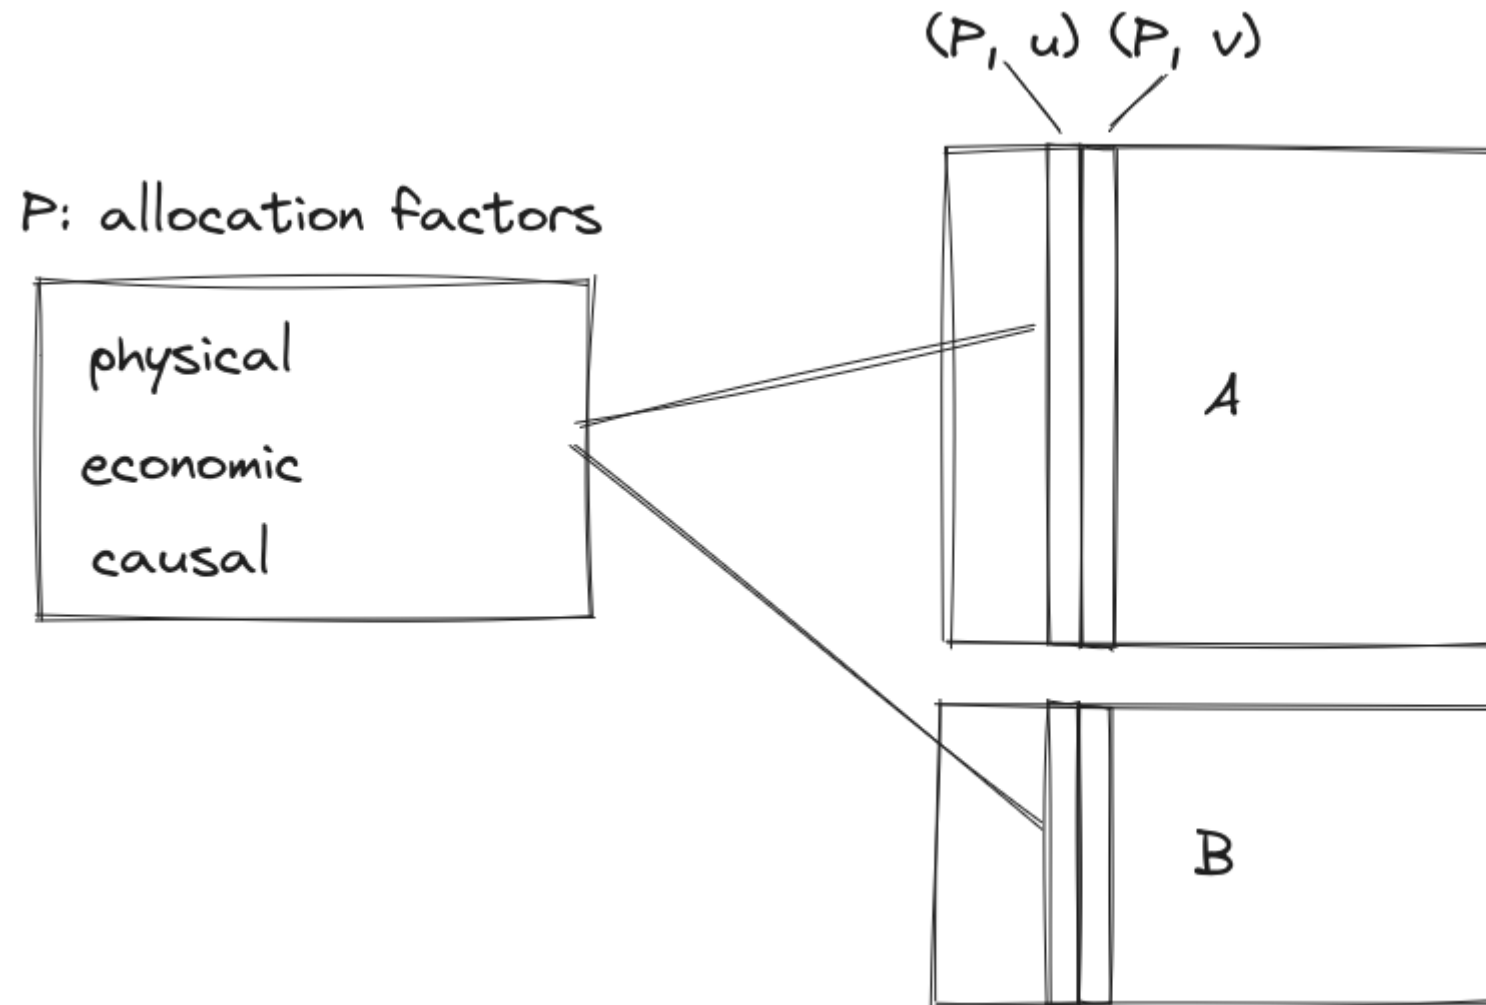 (P, u) (P, v)
P: allocation factors
physical
economic
causal
A
B